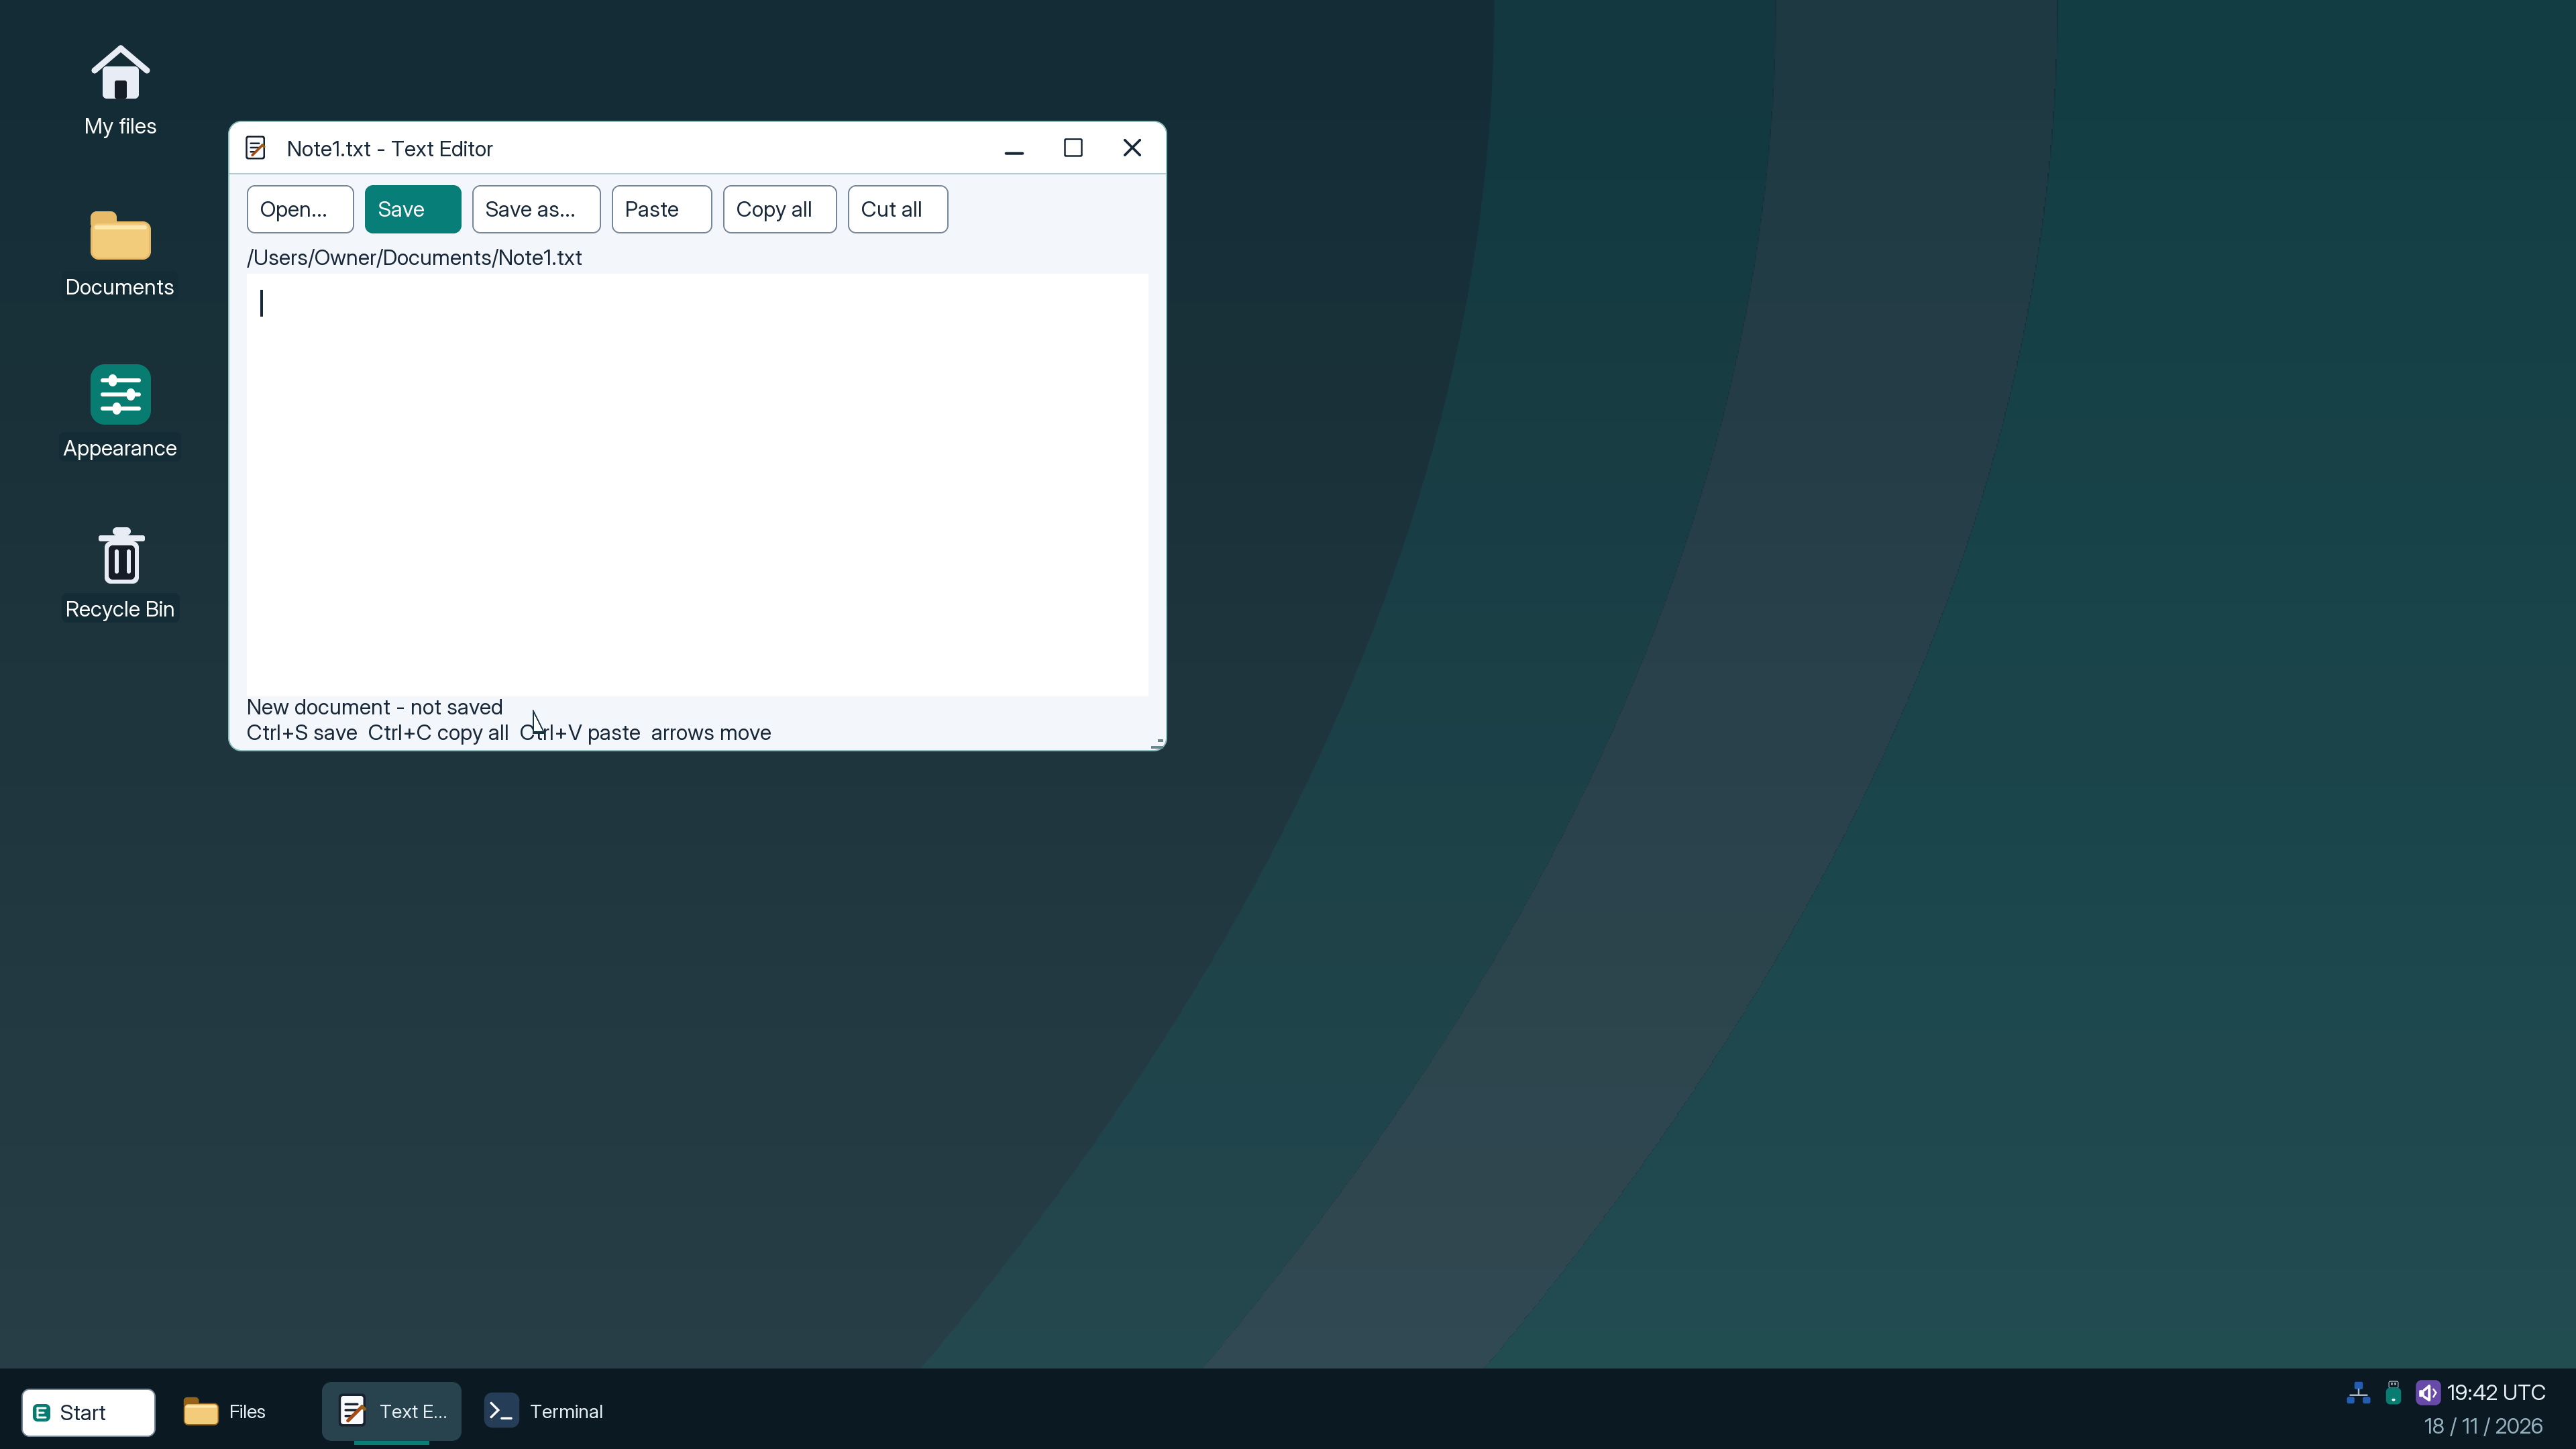 My files
Documents
Appearance
Recycle Bin
Note1.txt - Text Editor
Open...
Save
Save as...
Paste
Copy all
Cut all
/Users/Owner/Documents/Note1.txt
New document - not saved
Ctrl+S save  Ctrl+C copy all  Ctrl+V paste  arrows move
Start
Files
Text E...
Terminal
19:42 UTC
18 / 11 / 2026